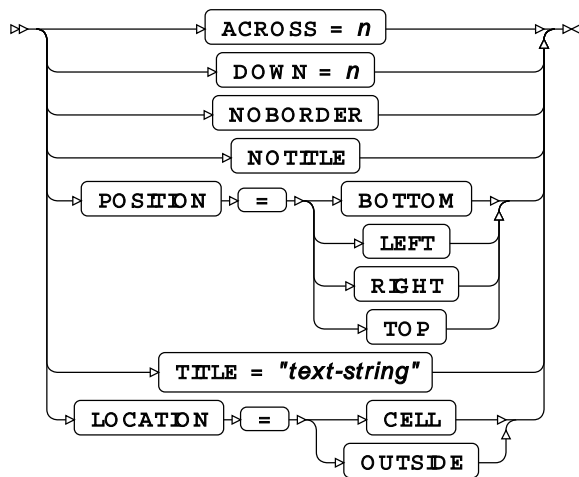 ACROSS = n
DOWN = n
NOBORDER
NOTITLE
POSITION = BOTTOM
LEFT
RIGHT
TOP
TITLE = "text-string"
LOCATION = CELL
OUTSIDE